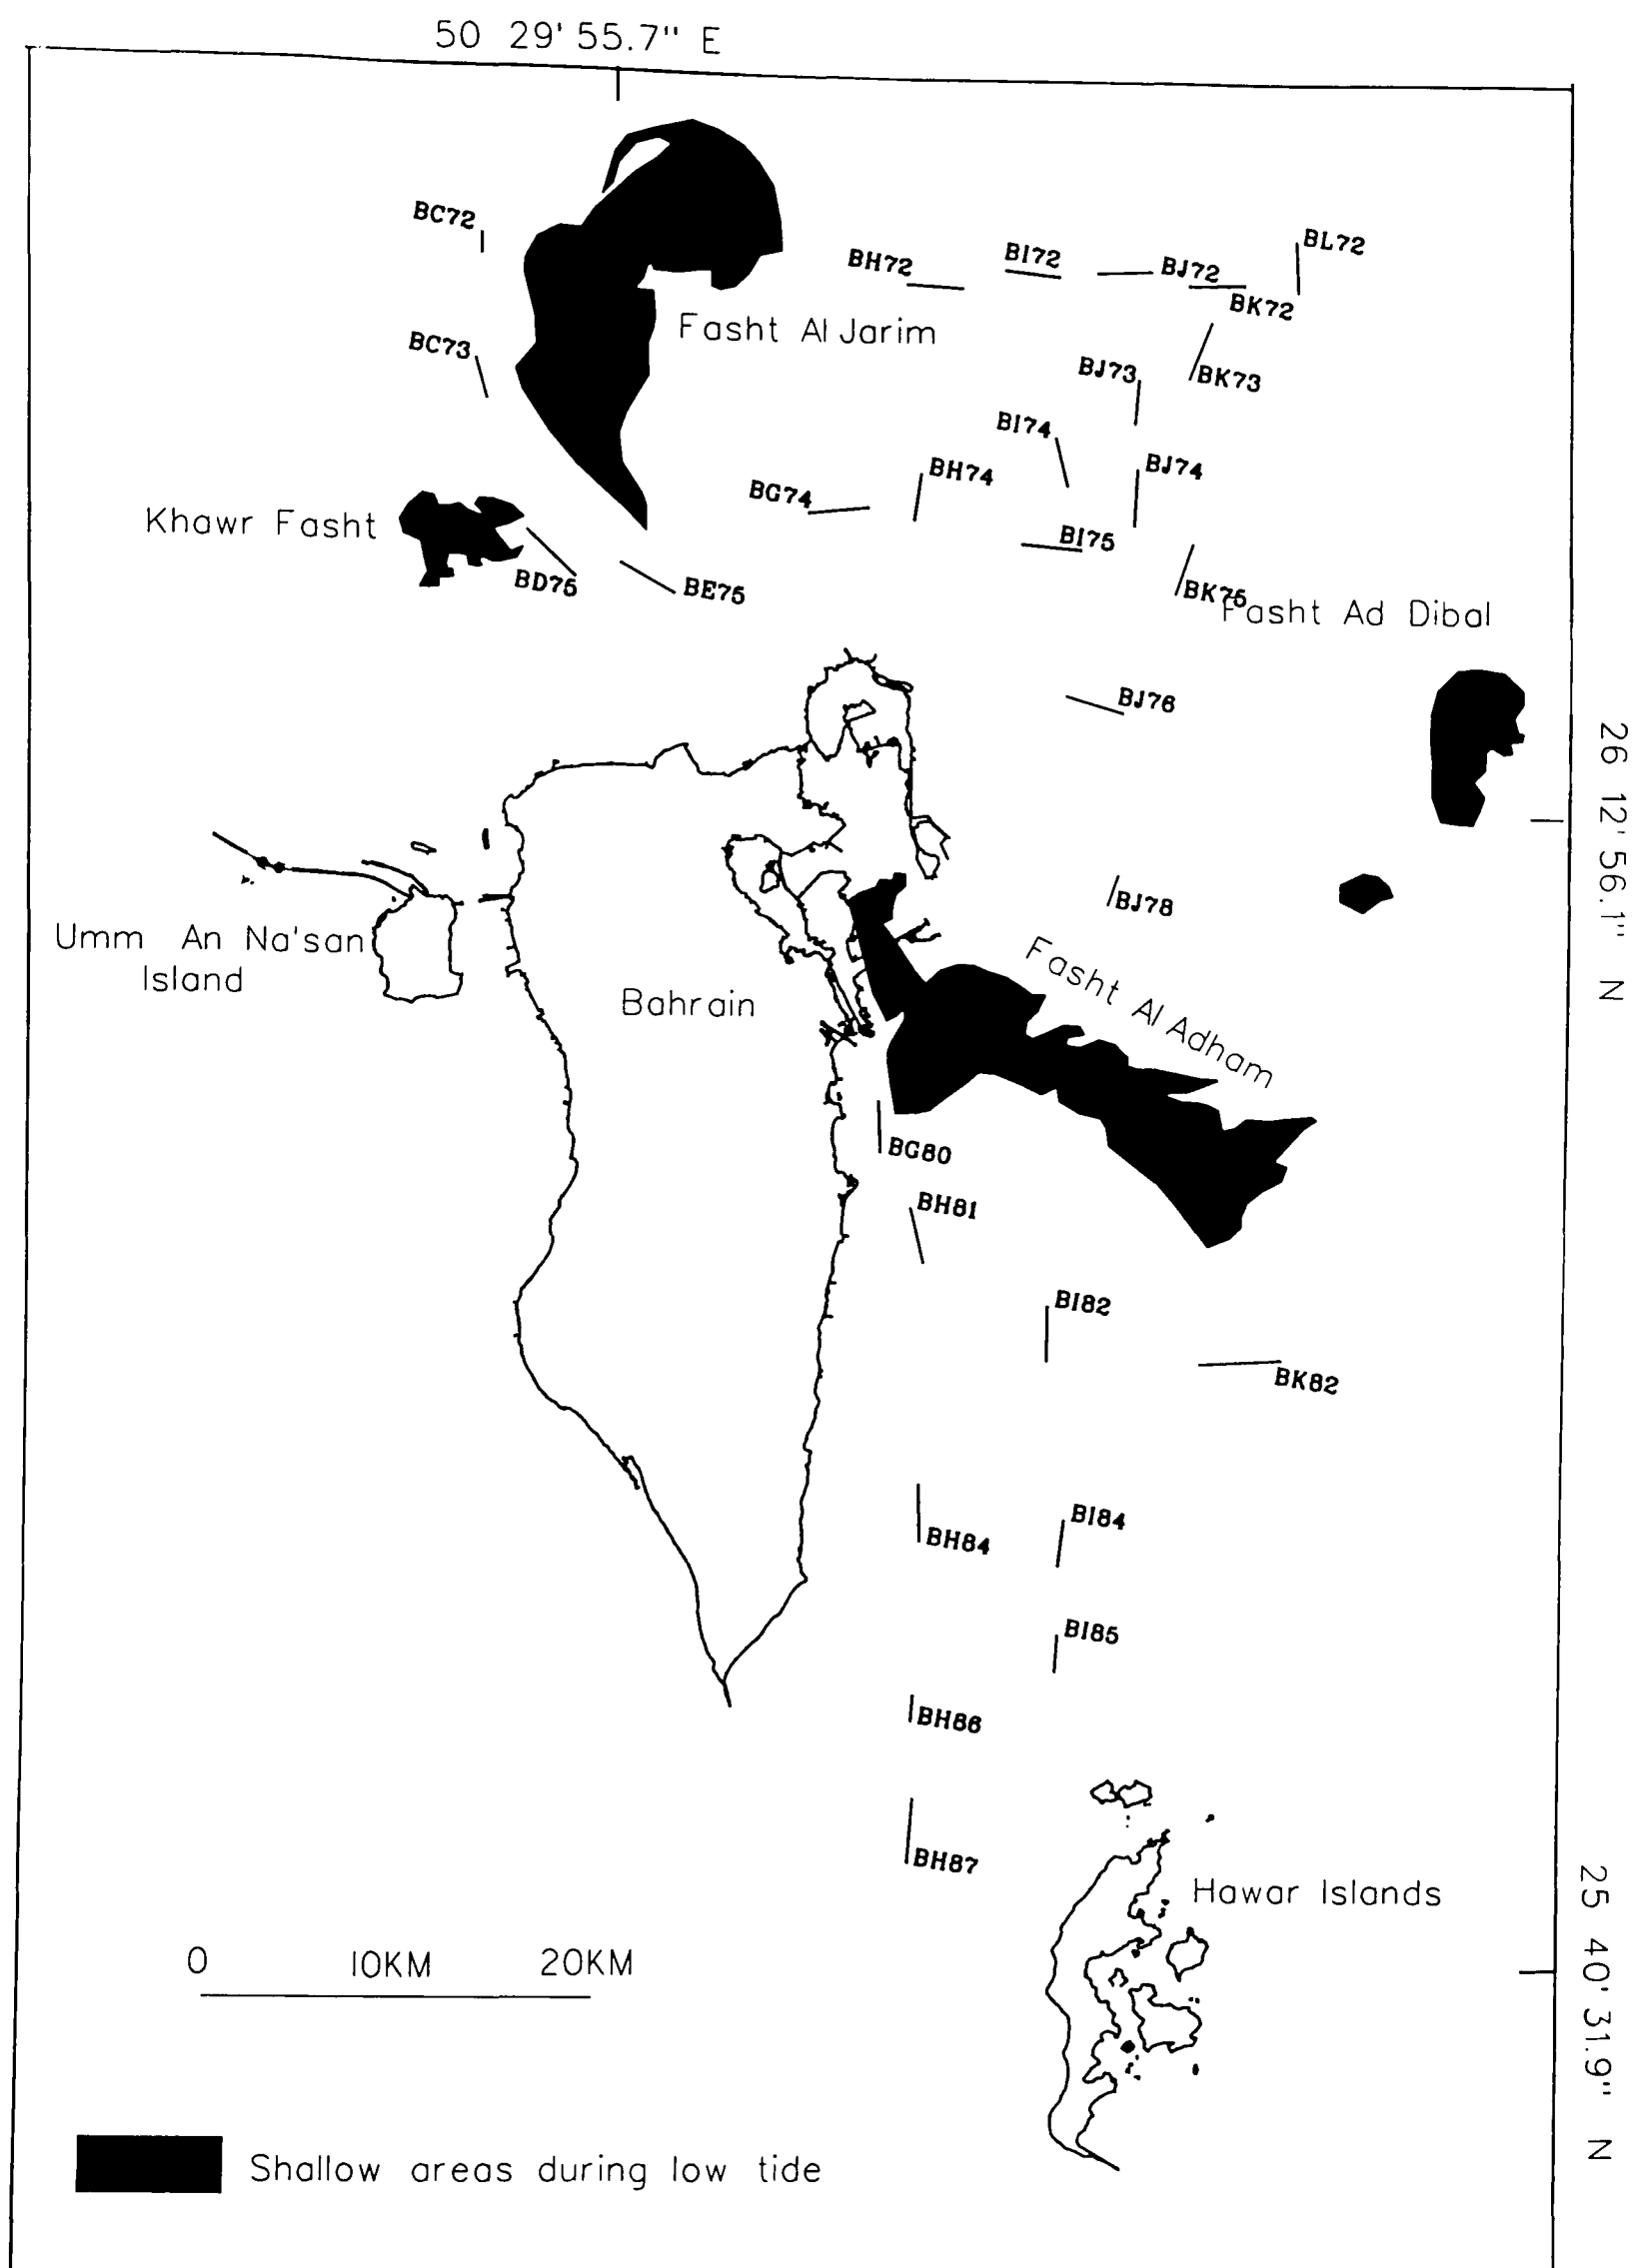 50 29' 55.7" E
BC72
BL72
BI72
BH72
BJ72
BK72
Fasht Al Jarim
BC73
BJ73
BK73
BI74
BH74
BJ74
BG74
Khawr Fasht
BI75
BD75
BE75
BK75
Fasht Ad Dibal
BJ76
26 12' 56.1" N
BJ78
Umm An Na'san
Island
Bahrain
Fasht Al Adham
BG80
BH81
BI82
BK82
BH84
BI84
BI85
BH86
BH87
Hawar Islands
25 40' 31.9" N
0 10KM 20KM
Shallow areas during low tide